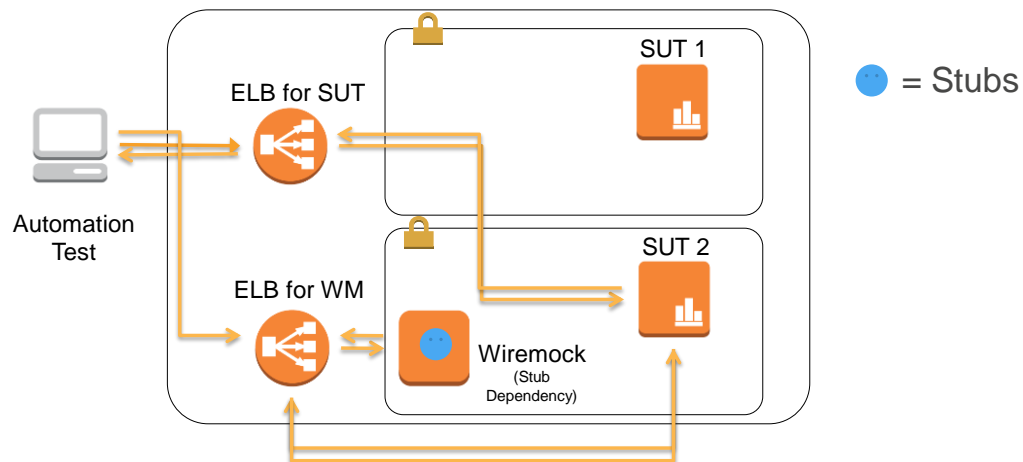 SUT 1
= Stubs
ELB for SUT
Automation
Test
SUT 2
ELB for WM
Wiremock
(Stub
Dependency)